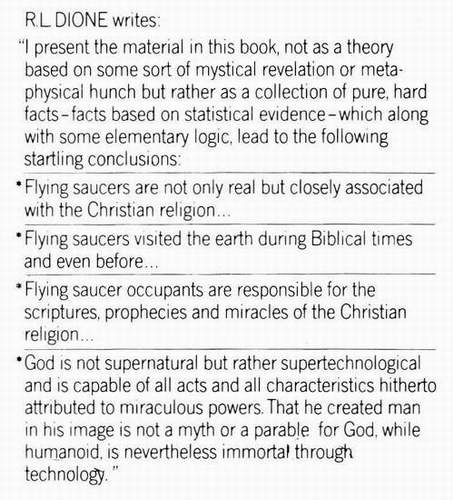 R.L. DIONE writes:
"I present the material in this book, not as a theory
based on some sort of mystical revelation or meta-
physical hunch but rather as a collection of pure, hard
facts–facts based on statistical evidence–which along
with some elementary logic, lead to the following
startling conclusions:
•Flying saucers are not only real but closely associated
with the Christian religion...
•Flying saucers visited the earth during Biblical times
and even before...
•Flying saucer occupants are responsible for the
scriptures, prophecies and miracles of the Christian
religion...
•God is not supernatural but rather supertechnological
and is capable of all acts and all characteristics hitherto
attributed to miraculous powers. That he created man
in his image is not a myth or a parable for God, while
humanoid, is nevertheless immortal through
technology."